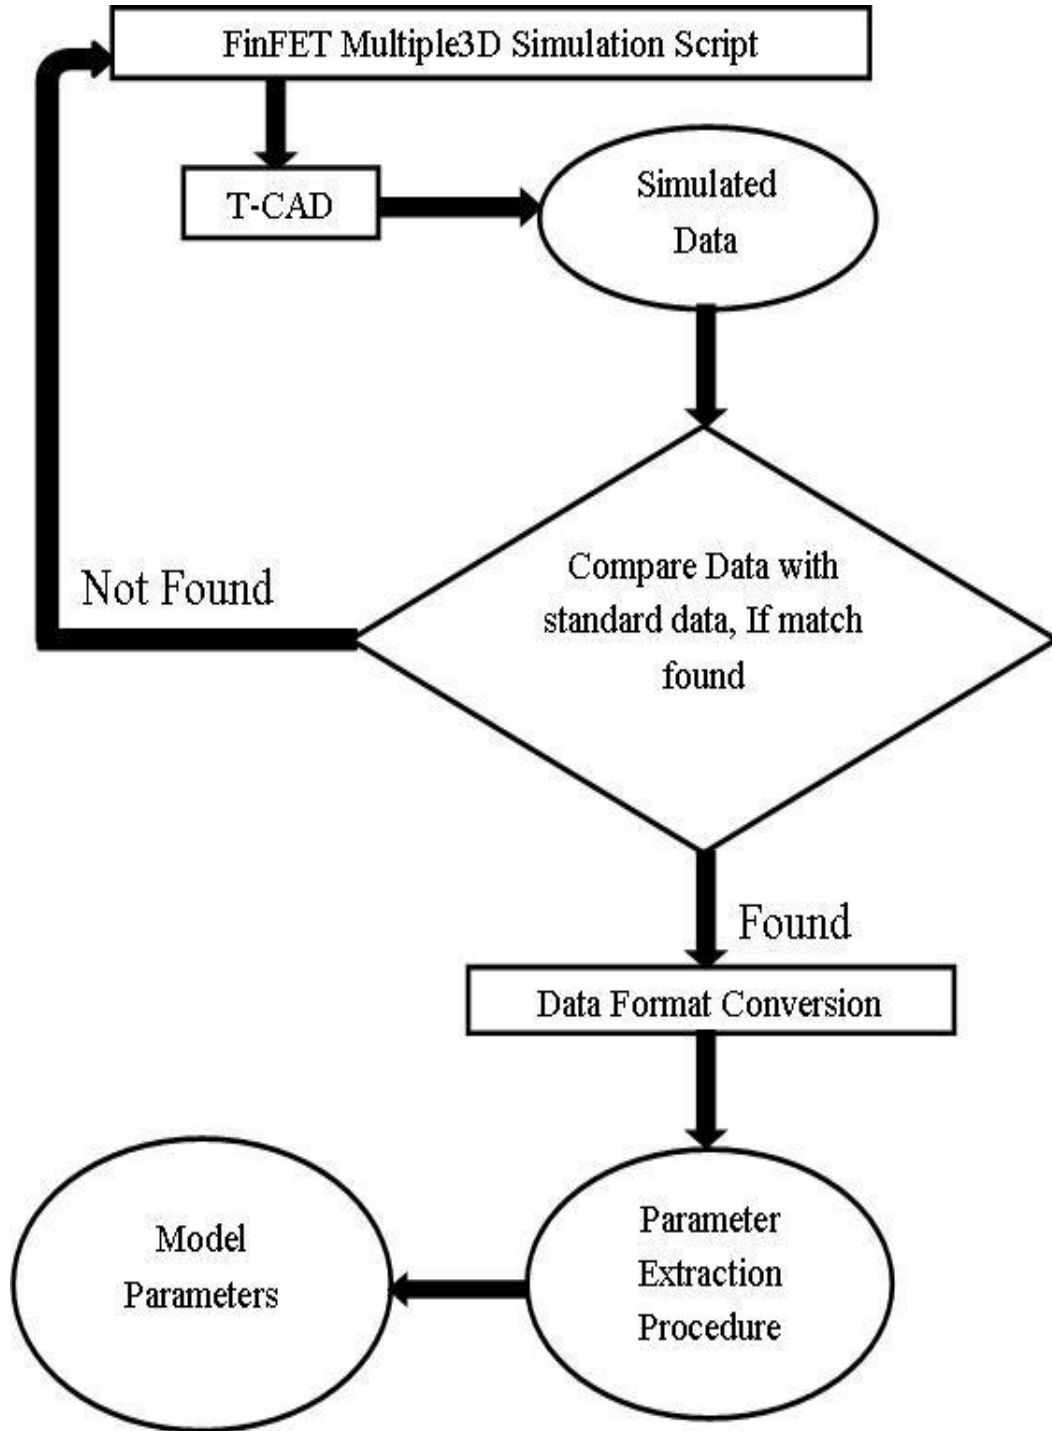 FinFET Multiple3D Simulation Script
T-CAD
Simulated
Data
Compare Data with
standard data, If match
found
Not Found
Found
Data Format Conversion
Parameter
Extraction
Procedure
Model
Parameters